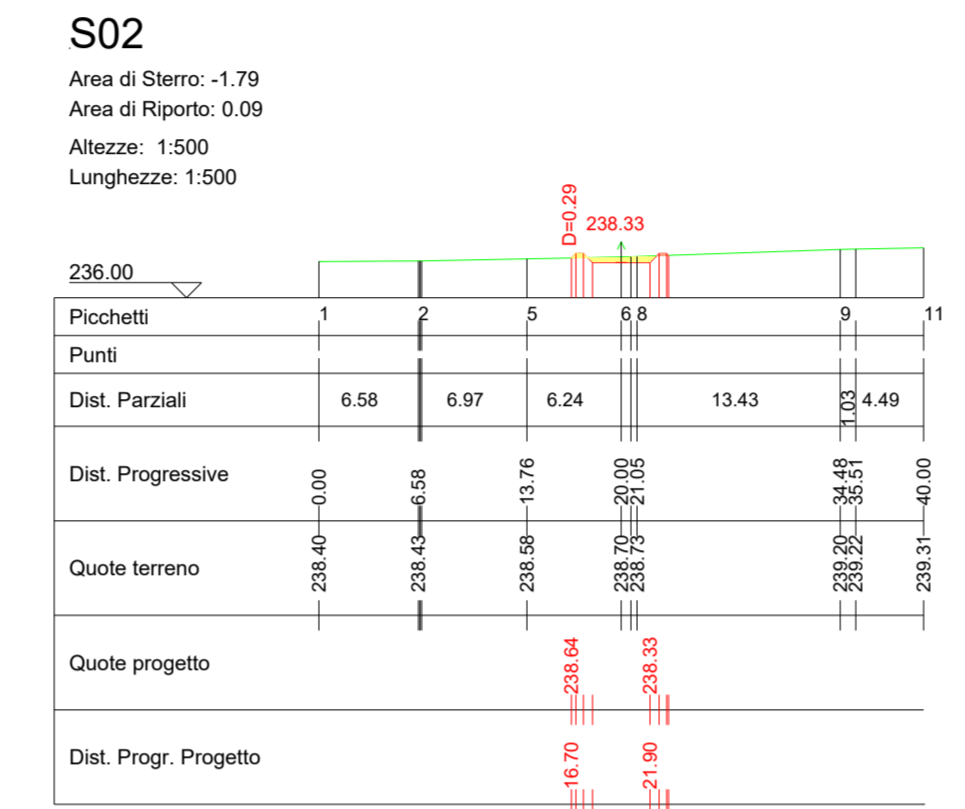 S02
Area di Sterro: -1.79
Area di Riporto: 0.09
Altezze: 1:500
Lunghezze: 1:500
D=0.29
238.33
236.00
Picchetti 1 2 5 6 8 9 11
Punti
Dist. Parziali 6.58 6.97 6.24 13.43 1.03 4.49
Dist. Progressive 0.00 6.58 13.76 20.00 21.05 34.48 35.51 40.00
Quote terreno 238.40 238.43 238.58 238.70 238.73 239.20 239.22 239.31
Quote progetto 238.64 238.33
Dist. Progr. Progetto 16.70 21.90